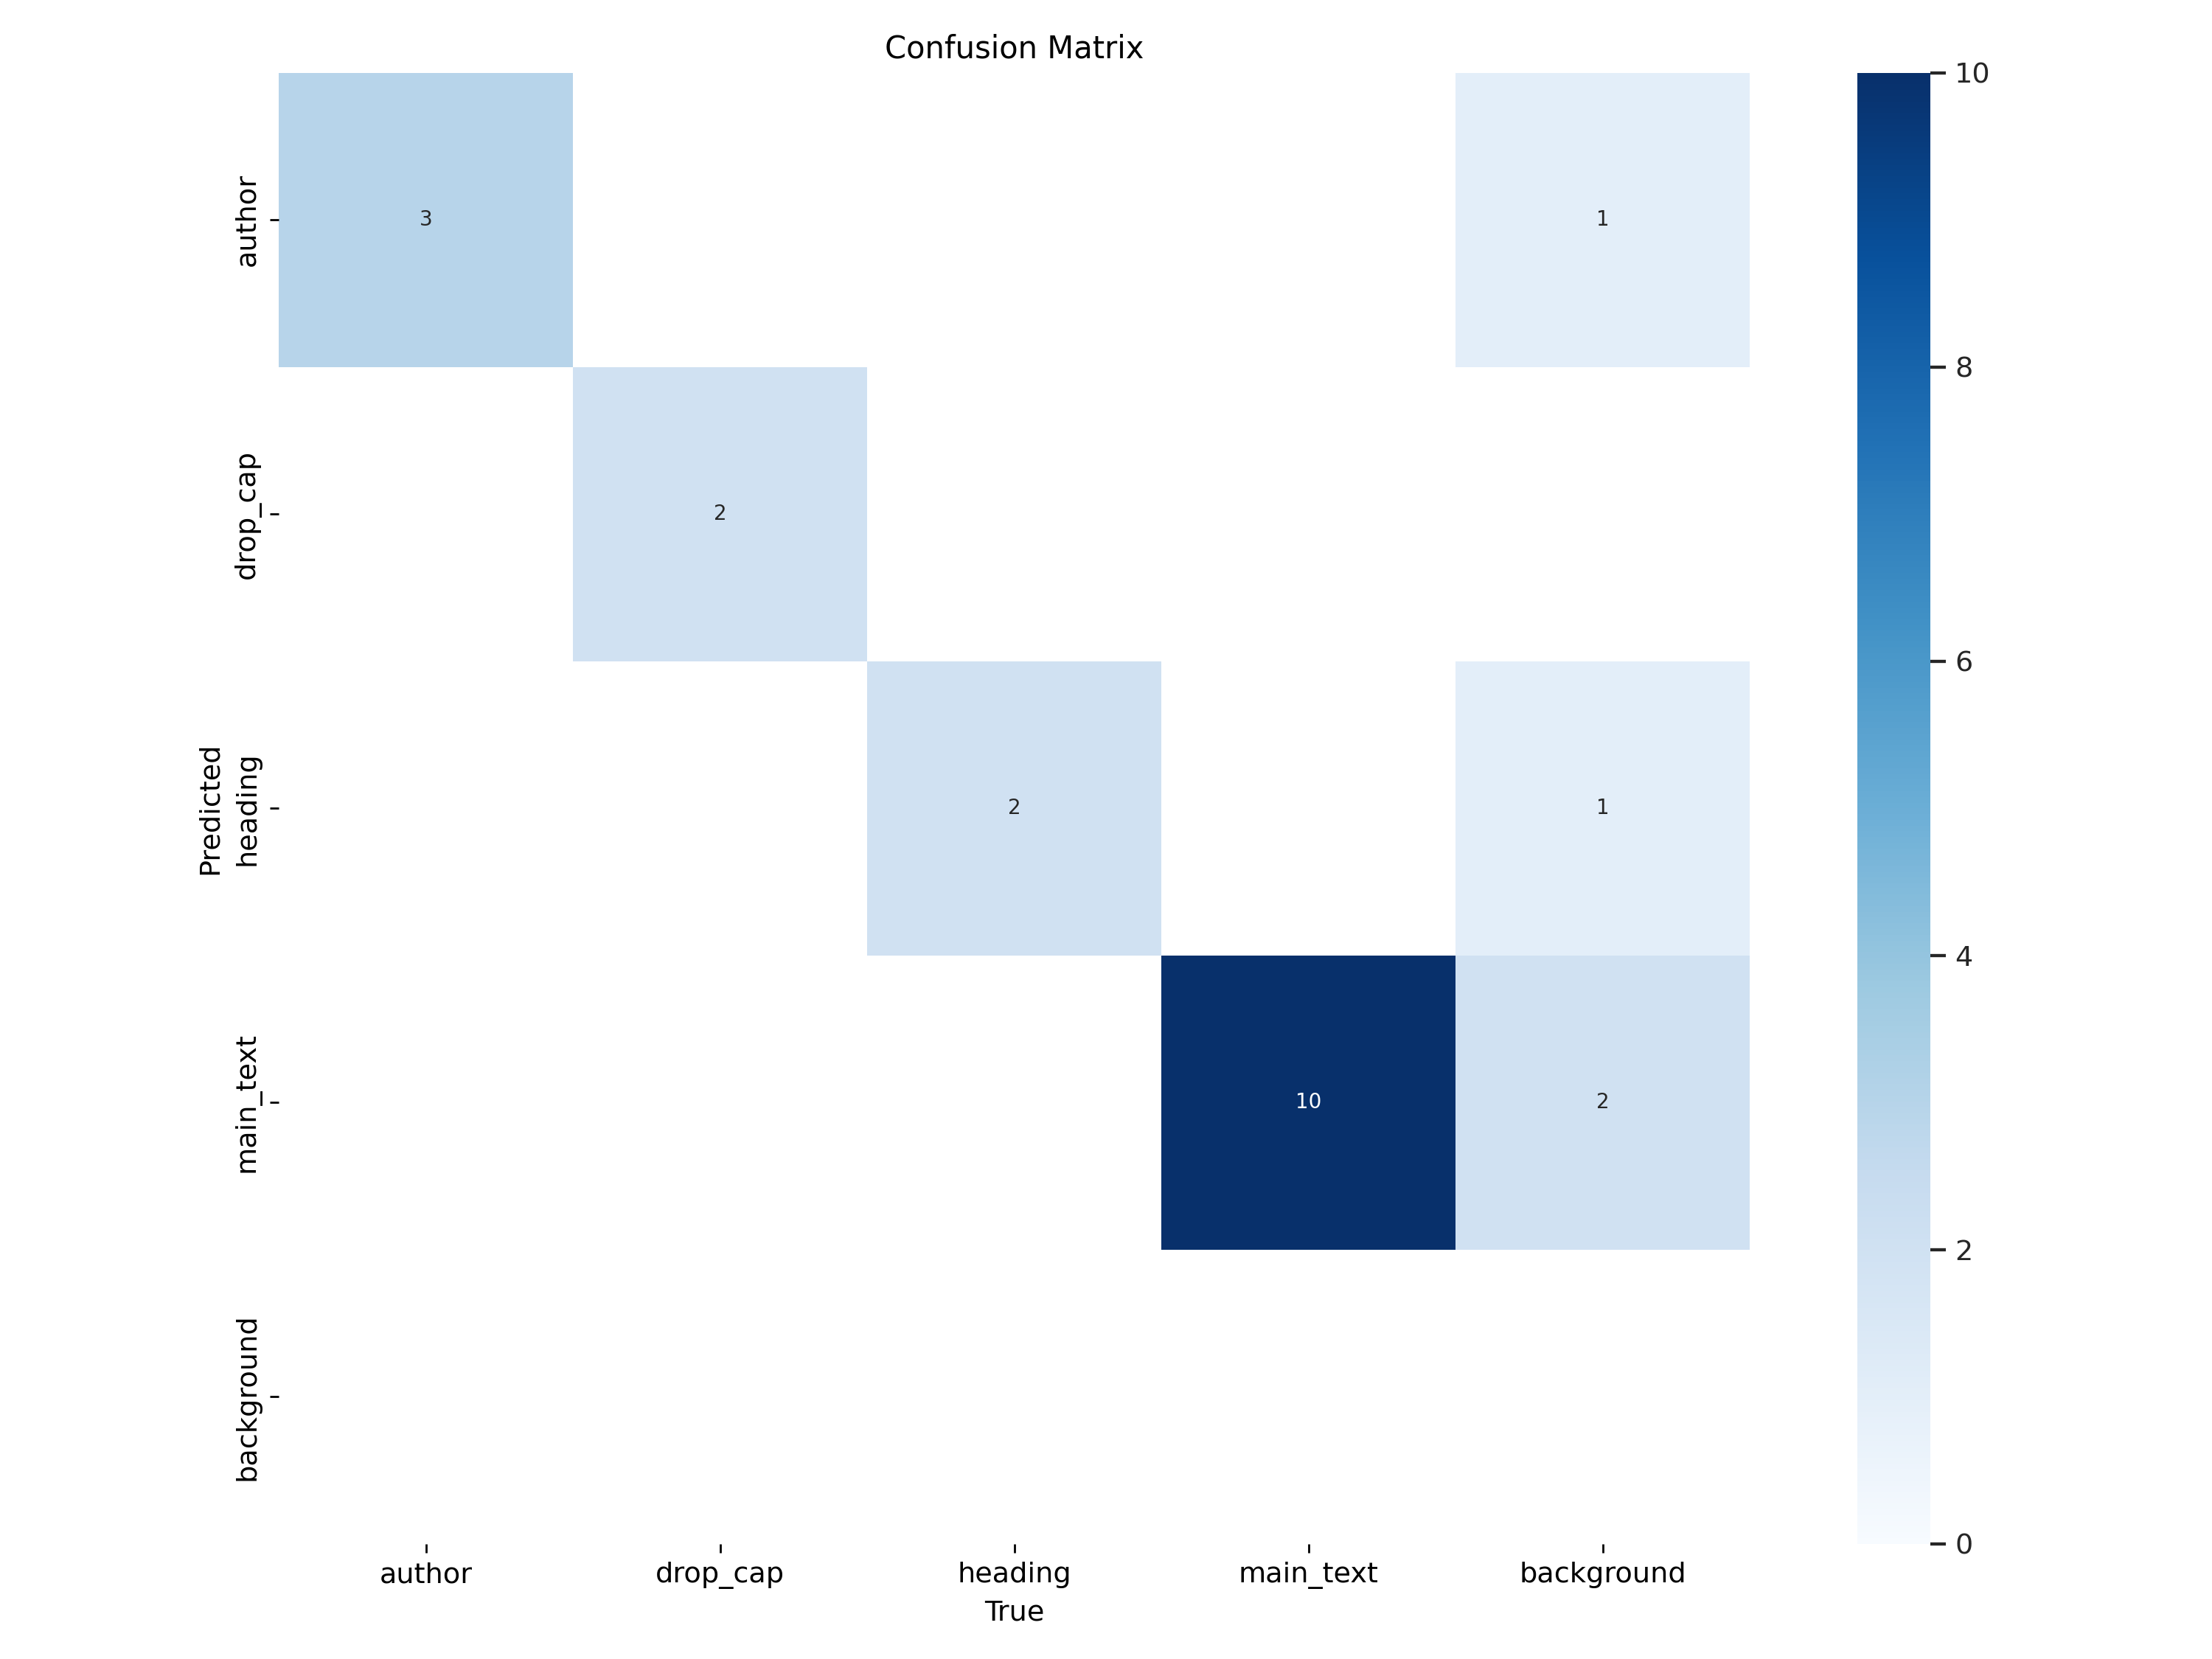 Confusion Matrix
author
drop_cap
heading
main_text
background
Predicted
3
1
2
2
1
10
2
author
drop_cap
heading
main_text
background
True
10
8
6
4
2
0